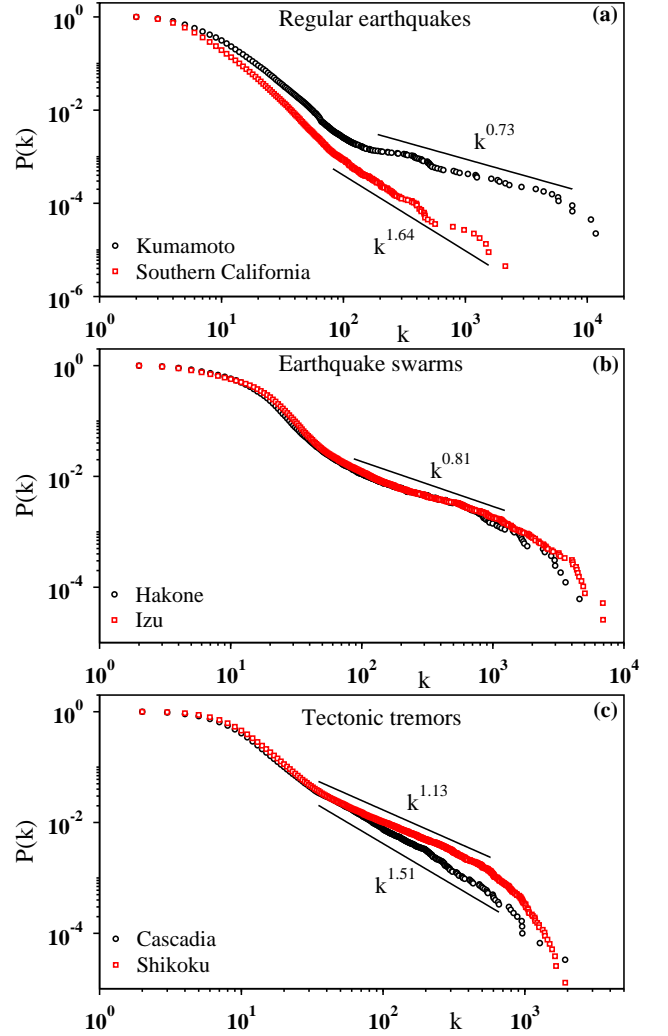 Regular earthquakes
(a)
10^0
10^-2
10^-4
10^-6
P(k)
k^0.73
k^1.64
Kumamoto
Southern California
10^0 10^1 10^2 10^3 10^4
k
Earthquake swarms
(b)
10^0
10^-2
10^-4
P(k)
k^0.81
Hakone
Izu
10^0 10^1 10^2 10^3 10^4
k
Tectonic tremors
(c)
10^0
10^-2
10^-4
P(k)
k^1.13
k^1.51
Cascadia
Shikoku
10^0 10^1 10^2 10^3
k